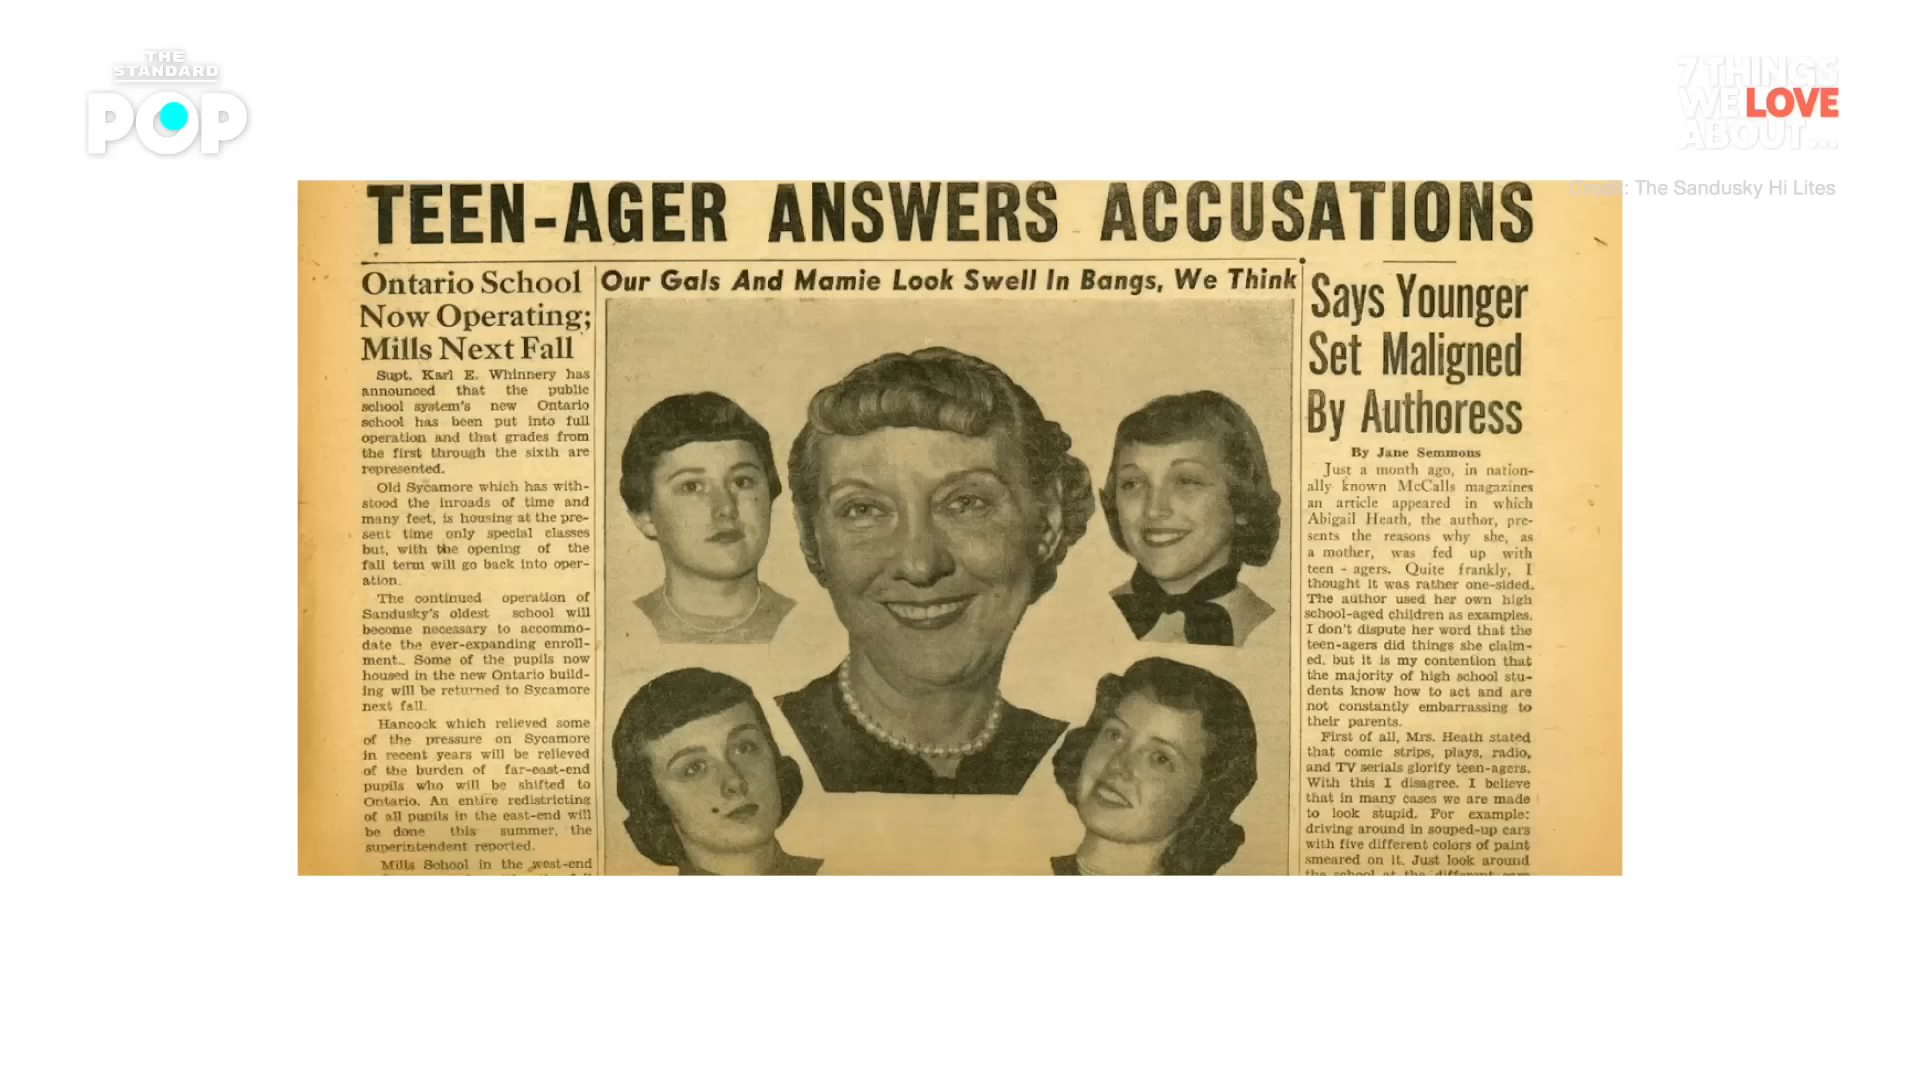 THE
STANDARD
POP
7 THINGS
WE LOVE
ABOUT...
: The Sandusky Hi Lites
TEEN-AGER ANSWERS ACCUSATIONS
Ontario School
Now Operating;
Mills Next Fall
Supt. Karl E. Whinnery has
announced that the public
school system's new Ontario
school has been put into full
operation and that grades from
the first through the sixth are
represented.
Old Sycamore which has with-
stood the inroads of time and
many feet, is housing at the pre-
sent time only special classes
but, with the opening of the
fall term will go back into oper-
ation.
The continued operation of
Sandusky's oldest school will
become necessary to accommo-
date the ever-expanding enroll-
ment.. Some of the pupils now
housed in the new Ontario build-
ing will be returned to Sycamore
next fall.
Hancock which relieved some
of the pressure on Sycamore
in recent years will be relieved
of the burden of far-east-end
pupils who will be shifted to
Ontario. An entire redistricting
of all pupils in the east-end will
be done this summer, the
superintendent reported.
Mills School in the west-end
Our Gals And Mamie Look Swell In Bangs, We Think
Says Younger
Set Maligned
By Authoress
By Jane Semmons
Just a month ago, in nation-
ally known McCalls magazines
an article appeared in which
Abigail Heath, the author, pre-
sents the reasons why she, as
a mother, was fed up with
teen - agers. Quite frankly, I
thought it was rather one-sided.
The author used her own high
school-aged children as examples.
I don't dispute her word that the
teen-agers did things she claim-
ed, but it is my contention that
the majority of high school stu-
dents know how to act and are
not constantly embarrassing to
their parents.
First of all, Mrs. Heath stated
that comic strips, plays, radio,
and TV serials glorify teen-agers.
With this I disagree. I believe
that in many cases we are made
to look stupid. For example:
driving around in souped-up cars
with five different colors of paint
smeared on it. Just look around
the school at the different